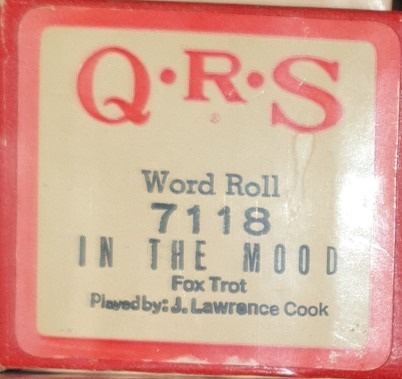 Q·R·S
®
Word Roll
7118
IN THE MOOD
Fox Trot
Played by: J. Lawrence Cook